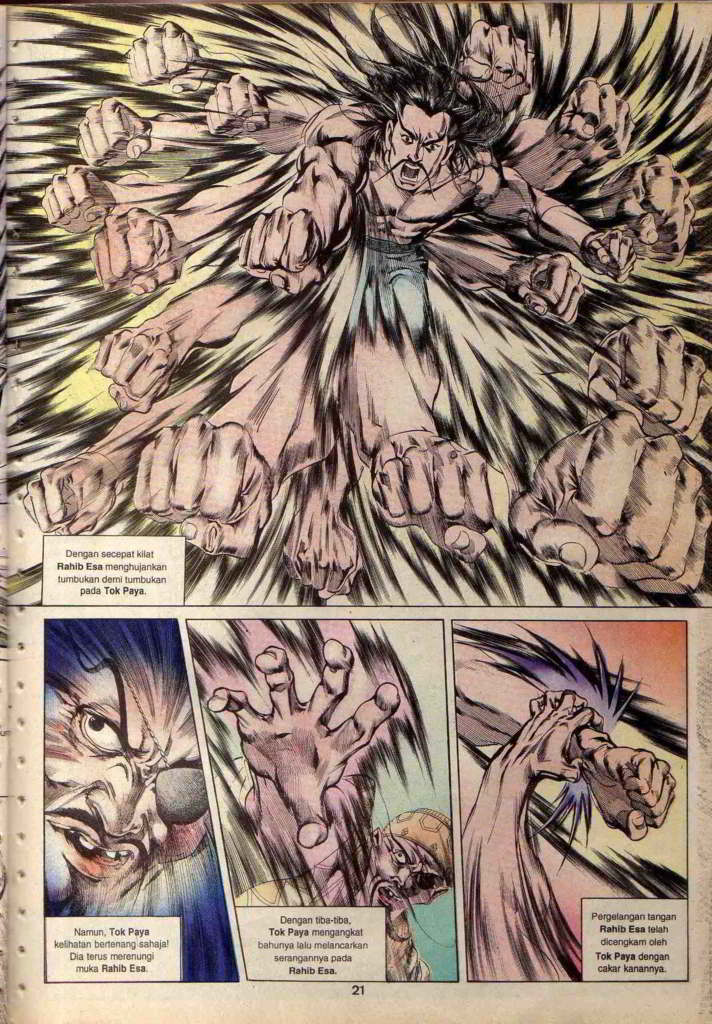 Dengan secepat kilat
Rahib Esa menghujankan
tumbukan demi tumbukan
pada Tok Paya.
Namun, Tok Paya
kelihatan bertenang sahaja!
Dia terus merenungi
muka Rahib Esa.
Dengan tiba-tiba,
Tok Paya mengangkat
bahunya lalu melancarkan
serangannya pada
Rahib Esa.
Pergelangan tangan
Rahib Esa telah
dicengkam oleh
Tok Paya dengan
cakar kanannya.
21